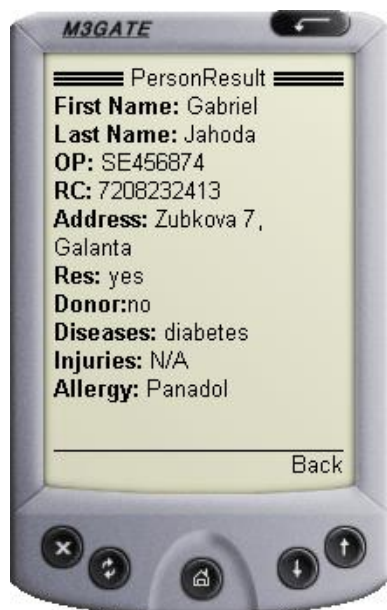 M3GATE
PersonResult
First Name: Gabriel
Last Name: Jahoda
OP: SE456874
RC: 7208232413
Address: Zubkova 7,
Galanta
Res: yes
Donor:no
Diseases: diabetes
Injuries: N/A
Allergy: Panadol
Back